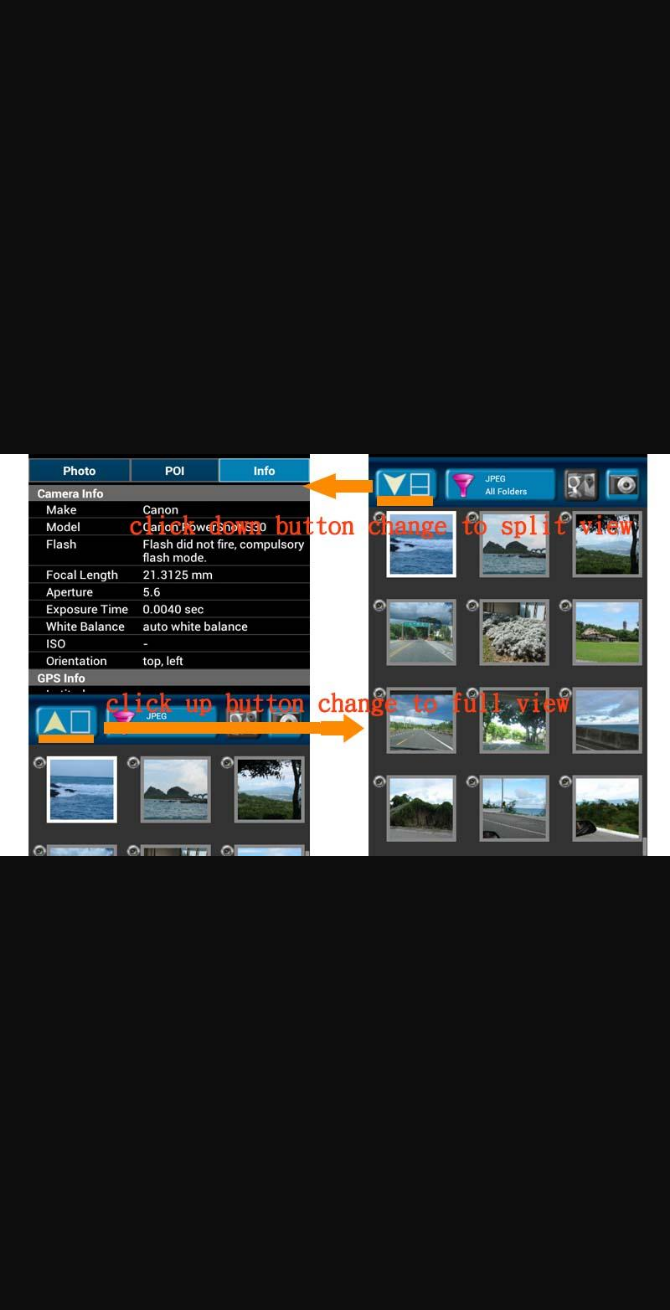 Photo POI Info
Camera Info
Make Canon
Model Canon PowerShot S30
Flash Flash did not fire, compulsory
flash mode.
Focal Length 21.3125 mm
Aperture 5.6
Exposure Time 0.0040 sec
White Balance auto white balance
ISO -
Orientation top, left
GPS Info
JPEG
JPEG
All Folders
click down button change to split view
click up button change to full view